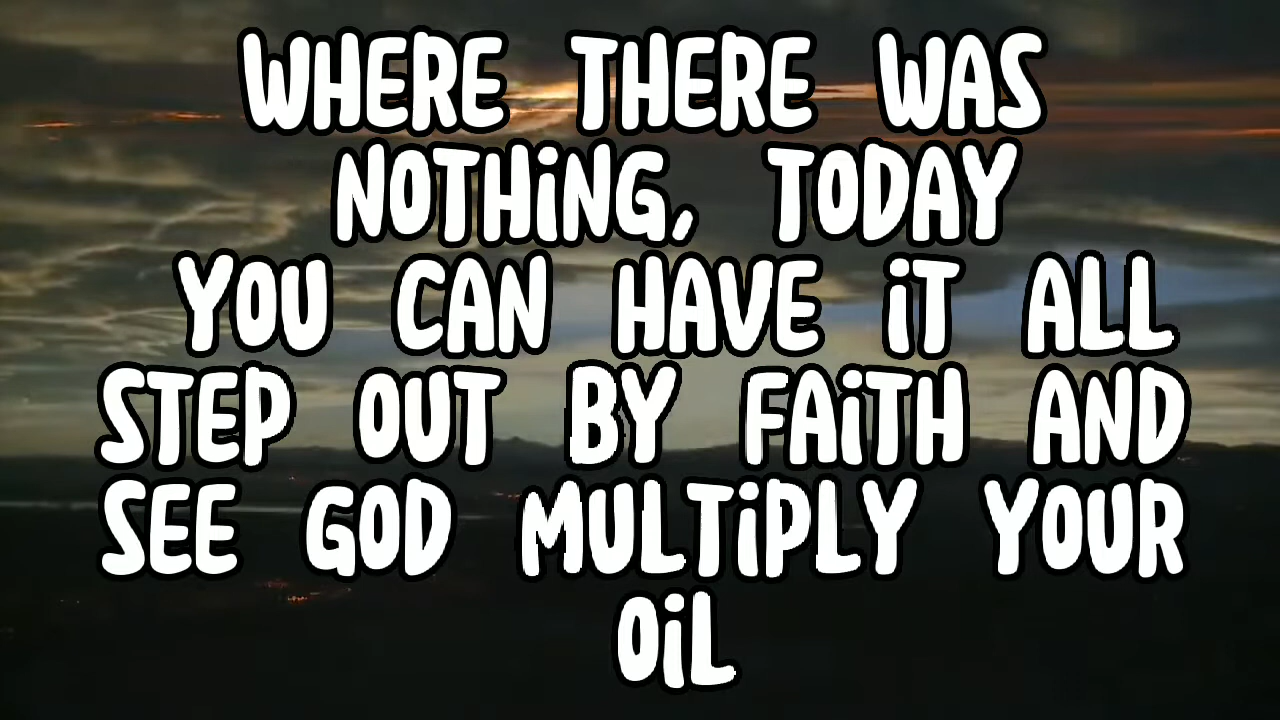 WHERE THERE WAS
NOTHiNG, TODAY
YOU CAN HAVE iT ALL
STEP OUT BY FAiTH AND
SEE GOD MULTiPLY YOUR
OiL